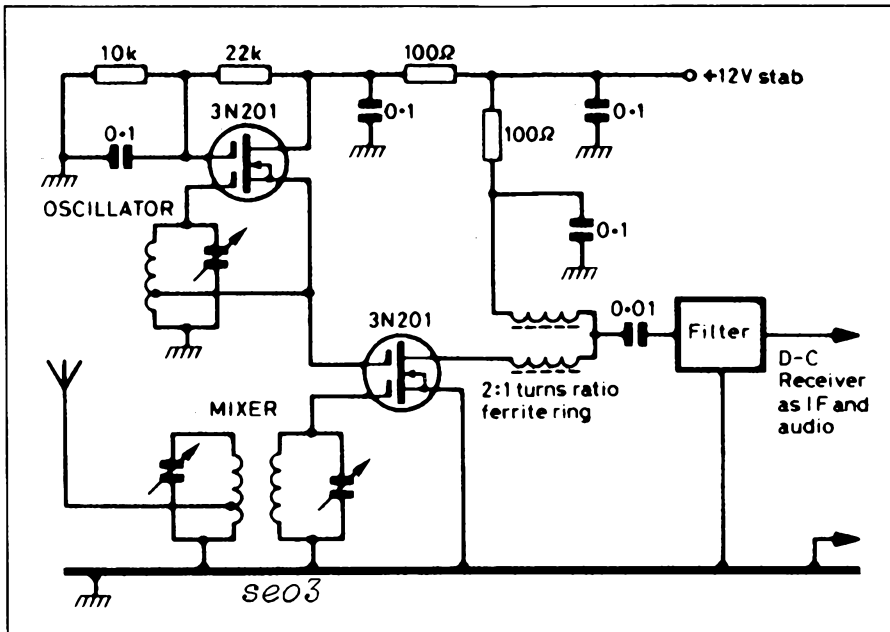 10k
22k
100Ω
+12V stab
3N201
0·1
0·1
0·1
100Ω
OSCILLATOR
0·1
3N201
0·01
Filter
2:1 turns ratio
ferrite ring
D-C
Receiver
as IF and
audio
MIXER
seo3